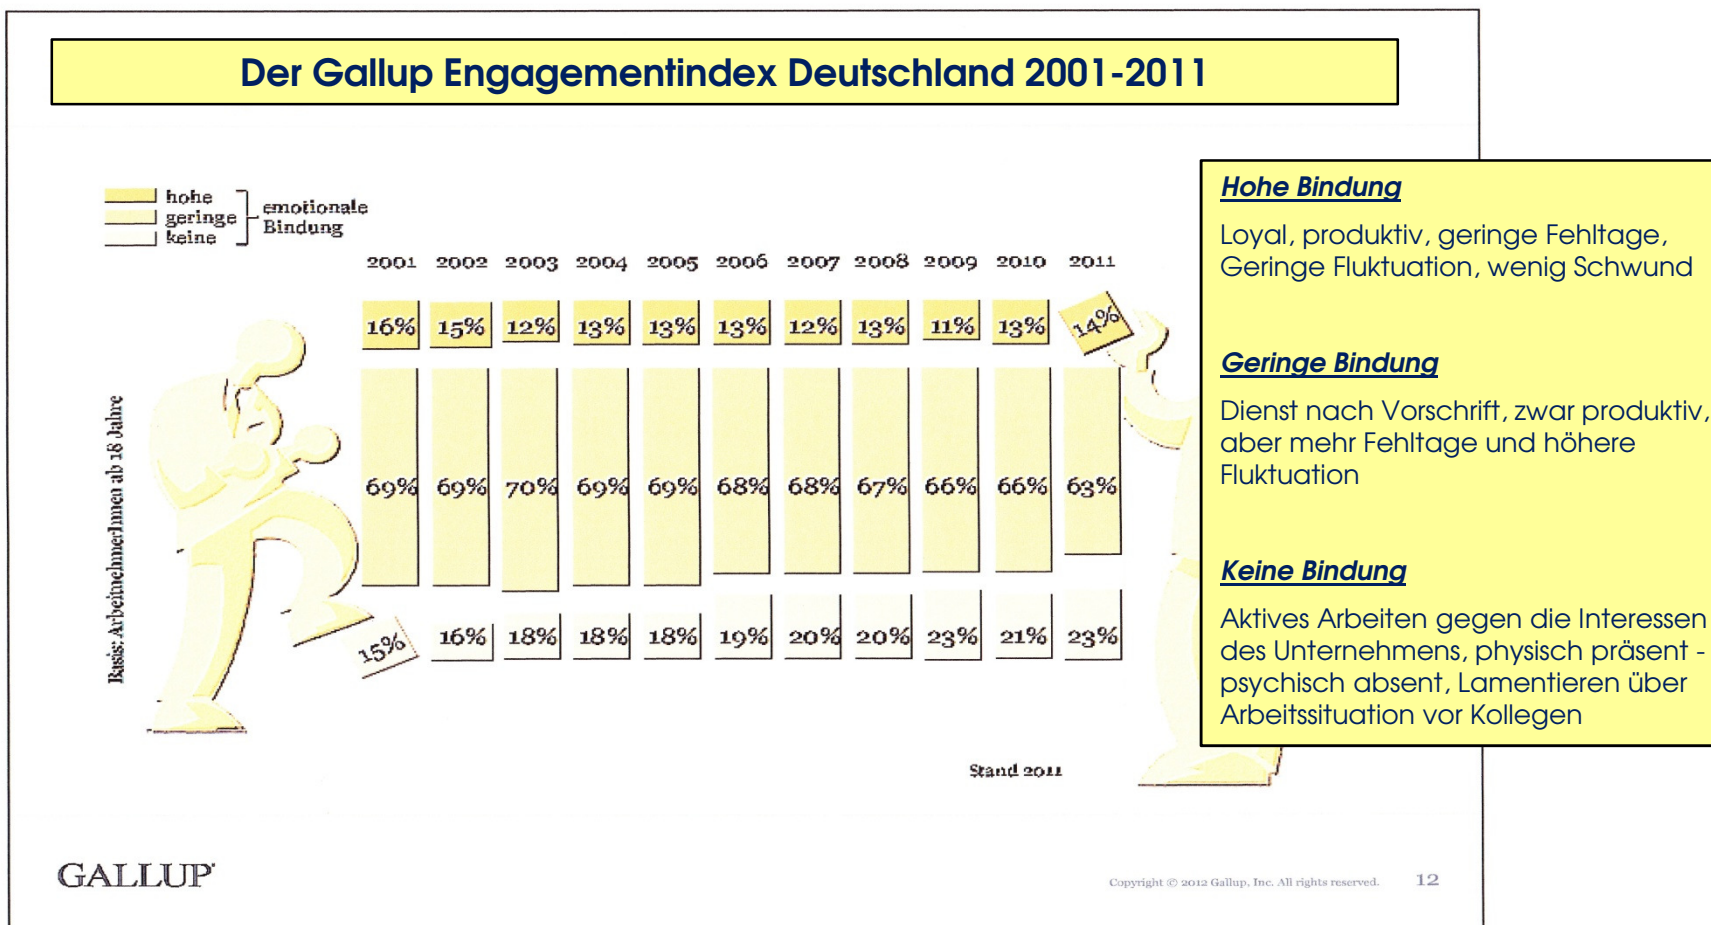 Der Gallup Engagementindex Deutschland 2001-2011
hohe
geringe
keine
emotionale
Bindung
2001 2002 2003 2004 2005 2006 2007 2008 2009 2010 2011
16% 15% 12% 13% 13% 13% 12% 13% 11% 13% 14%
69% 69% 70% 69% 69% 68% 68% 67% 66% 66% 63%
15% 16% 18% 18% 18% 19% 20% 20% 23% 21% 23%
Basis: ArbeitnehmerInnen ab 18 Jahre
Stand 2011
Hohe Bindung
Loyal, produktiv, geringe Fehltage,
Geringe Fluktuation, wenig Schwund
Geringe Bindung
Dienst nach Vorschrift, zwar produktiv,
aber mehr Fehltage und höhere
Fluktuation
Keine Bindung
Aktives Arbeiten gegen die Interessen
des Unternehmens, physisch präsent -
psychisch absent, Lamentieren über
Arbeitssituation vor Kollegen
GALLUP®
Copyright © 2012 Gallup, Inc. All rights reserved. 12